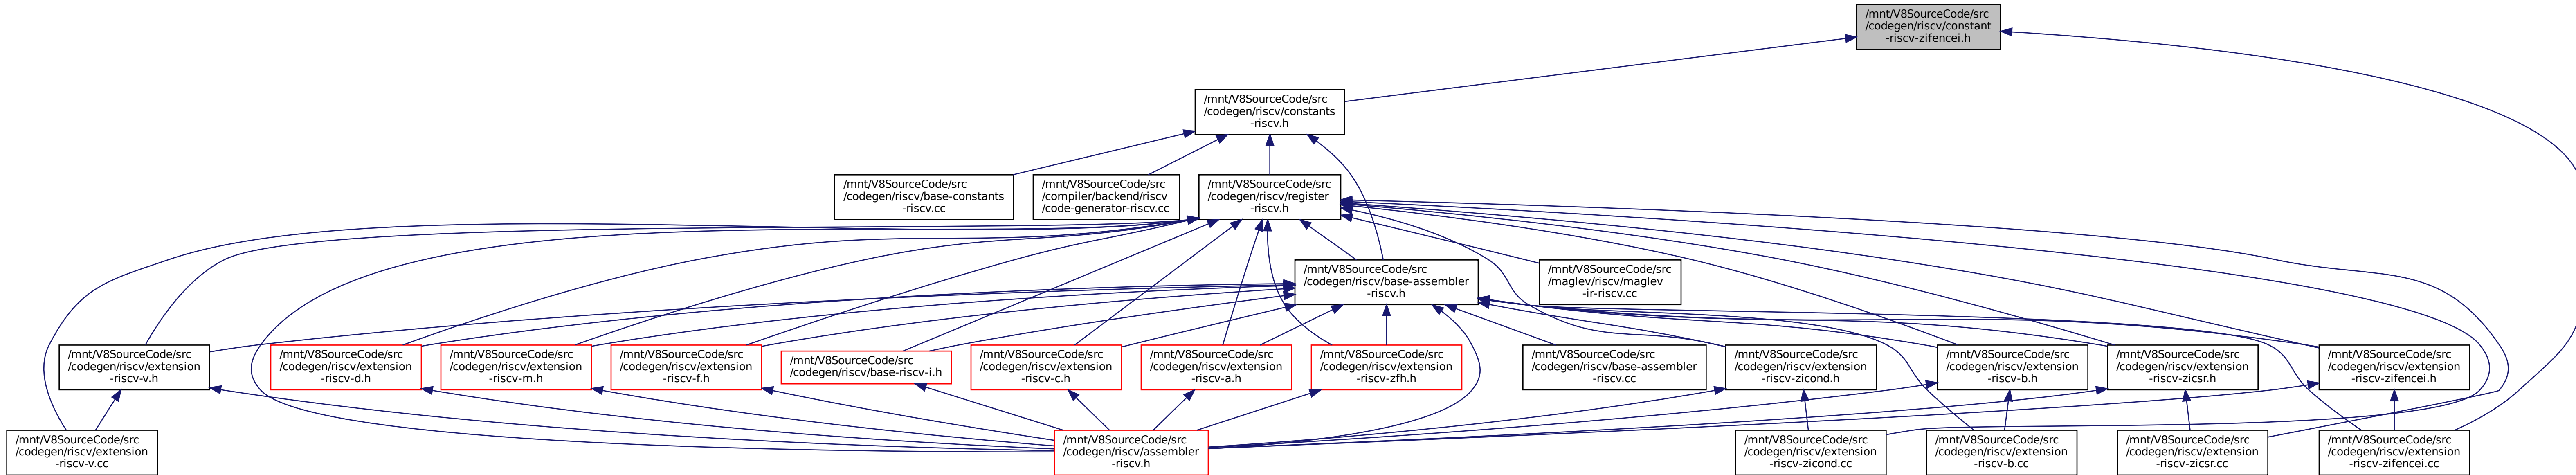 /mnt/V8SourceCode/src
/codegen/riscv/constant
-riscv-zifencei.h
/mnt/V8SourceCode/src
/codegen/riscv/constants
-riscv.h
/mnt/V8SourceCode/src
/codegen/riscv/base-constants
-riscv.cc
/mnt/V8SourceCode/src
/compiler/backend/riscv
/code-generator-riscv.cc
/mnt/V8SourceCode/src
/codegen/riscv/register
-riscv.h
/mnt/V8SourceCode/src
/codegen/riscv/base-assembler
-riscv.h
/mnt/V8SourceCode/src
/maglev/riscv/maglev
-ir-riscv.cc
/mnt/V8SourceCode/src
/codegen/riscv/extension
-riscv-v.h
/mnt/V8SourceCode/src
/codegen/riscv/extension
-riscv-d.h
/mnt/V8SourceCode/src
/codegen/riscv/extension
-riscv-m.h
/mnt/V8SourceCode/src
/codegen/riscv/extension
-riscv-f.h
/mnt/V8SourceCode/src
/codegen/riscv/base-riscv-i.h
/mnt/V8SourceCode/src
/codegen/riscv/extension
-riscv-c.h
/mnt/V8SourceCode/src
/codegen/riscv/extension
-riscv-a.h
/mnt/V8SourceCode/src
/codegen/riscv/extension
-riscv-zfh.h
/mnt/V8SourceCode/src
/codegen/riscv/base-assembler
-riscv.cc
/mnt/V8SourceCode/src
/codegen/riscv/extension
-riscv-zicond.h
/mnt/V8SourceCode/src
/codegen/riscv/extension
-riscv-b.h
/mnt/V8SourceCode/src
/codegen/riscv/extension
-riscv-zicsr.h
/mnt/V8SourceCode/src
/codegen/riscv/extension
-riscv-zifencei.h
/mnt/V8SourceCode/src
/codegen/riscv/extension
-riscv-v.cc
/mnt/V8SourceCode/src
/codegen/riscv/assembler
-riscv.h
/mnt/V8SourceCode/src
/codegen/riscv/extension
-riscv-zicond.cc
/mnt/V8SourceCode/src
/codegen/riscv/extension
-riscv-b.cc
/mnt/V8SourceCode/src
/codegen/riscv/extension
-riscv-zicsr.cc
/mnt/V8SourceCode/src
/codegen/riscv/extension
-riscv-zifencei.cc